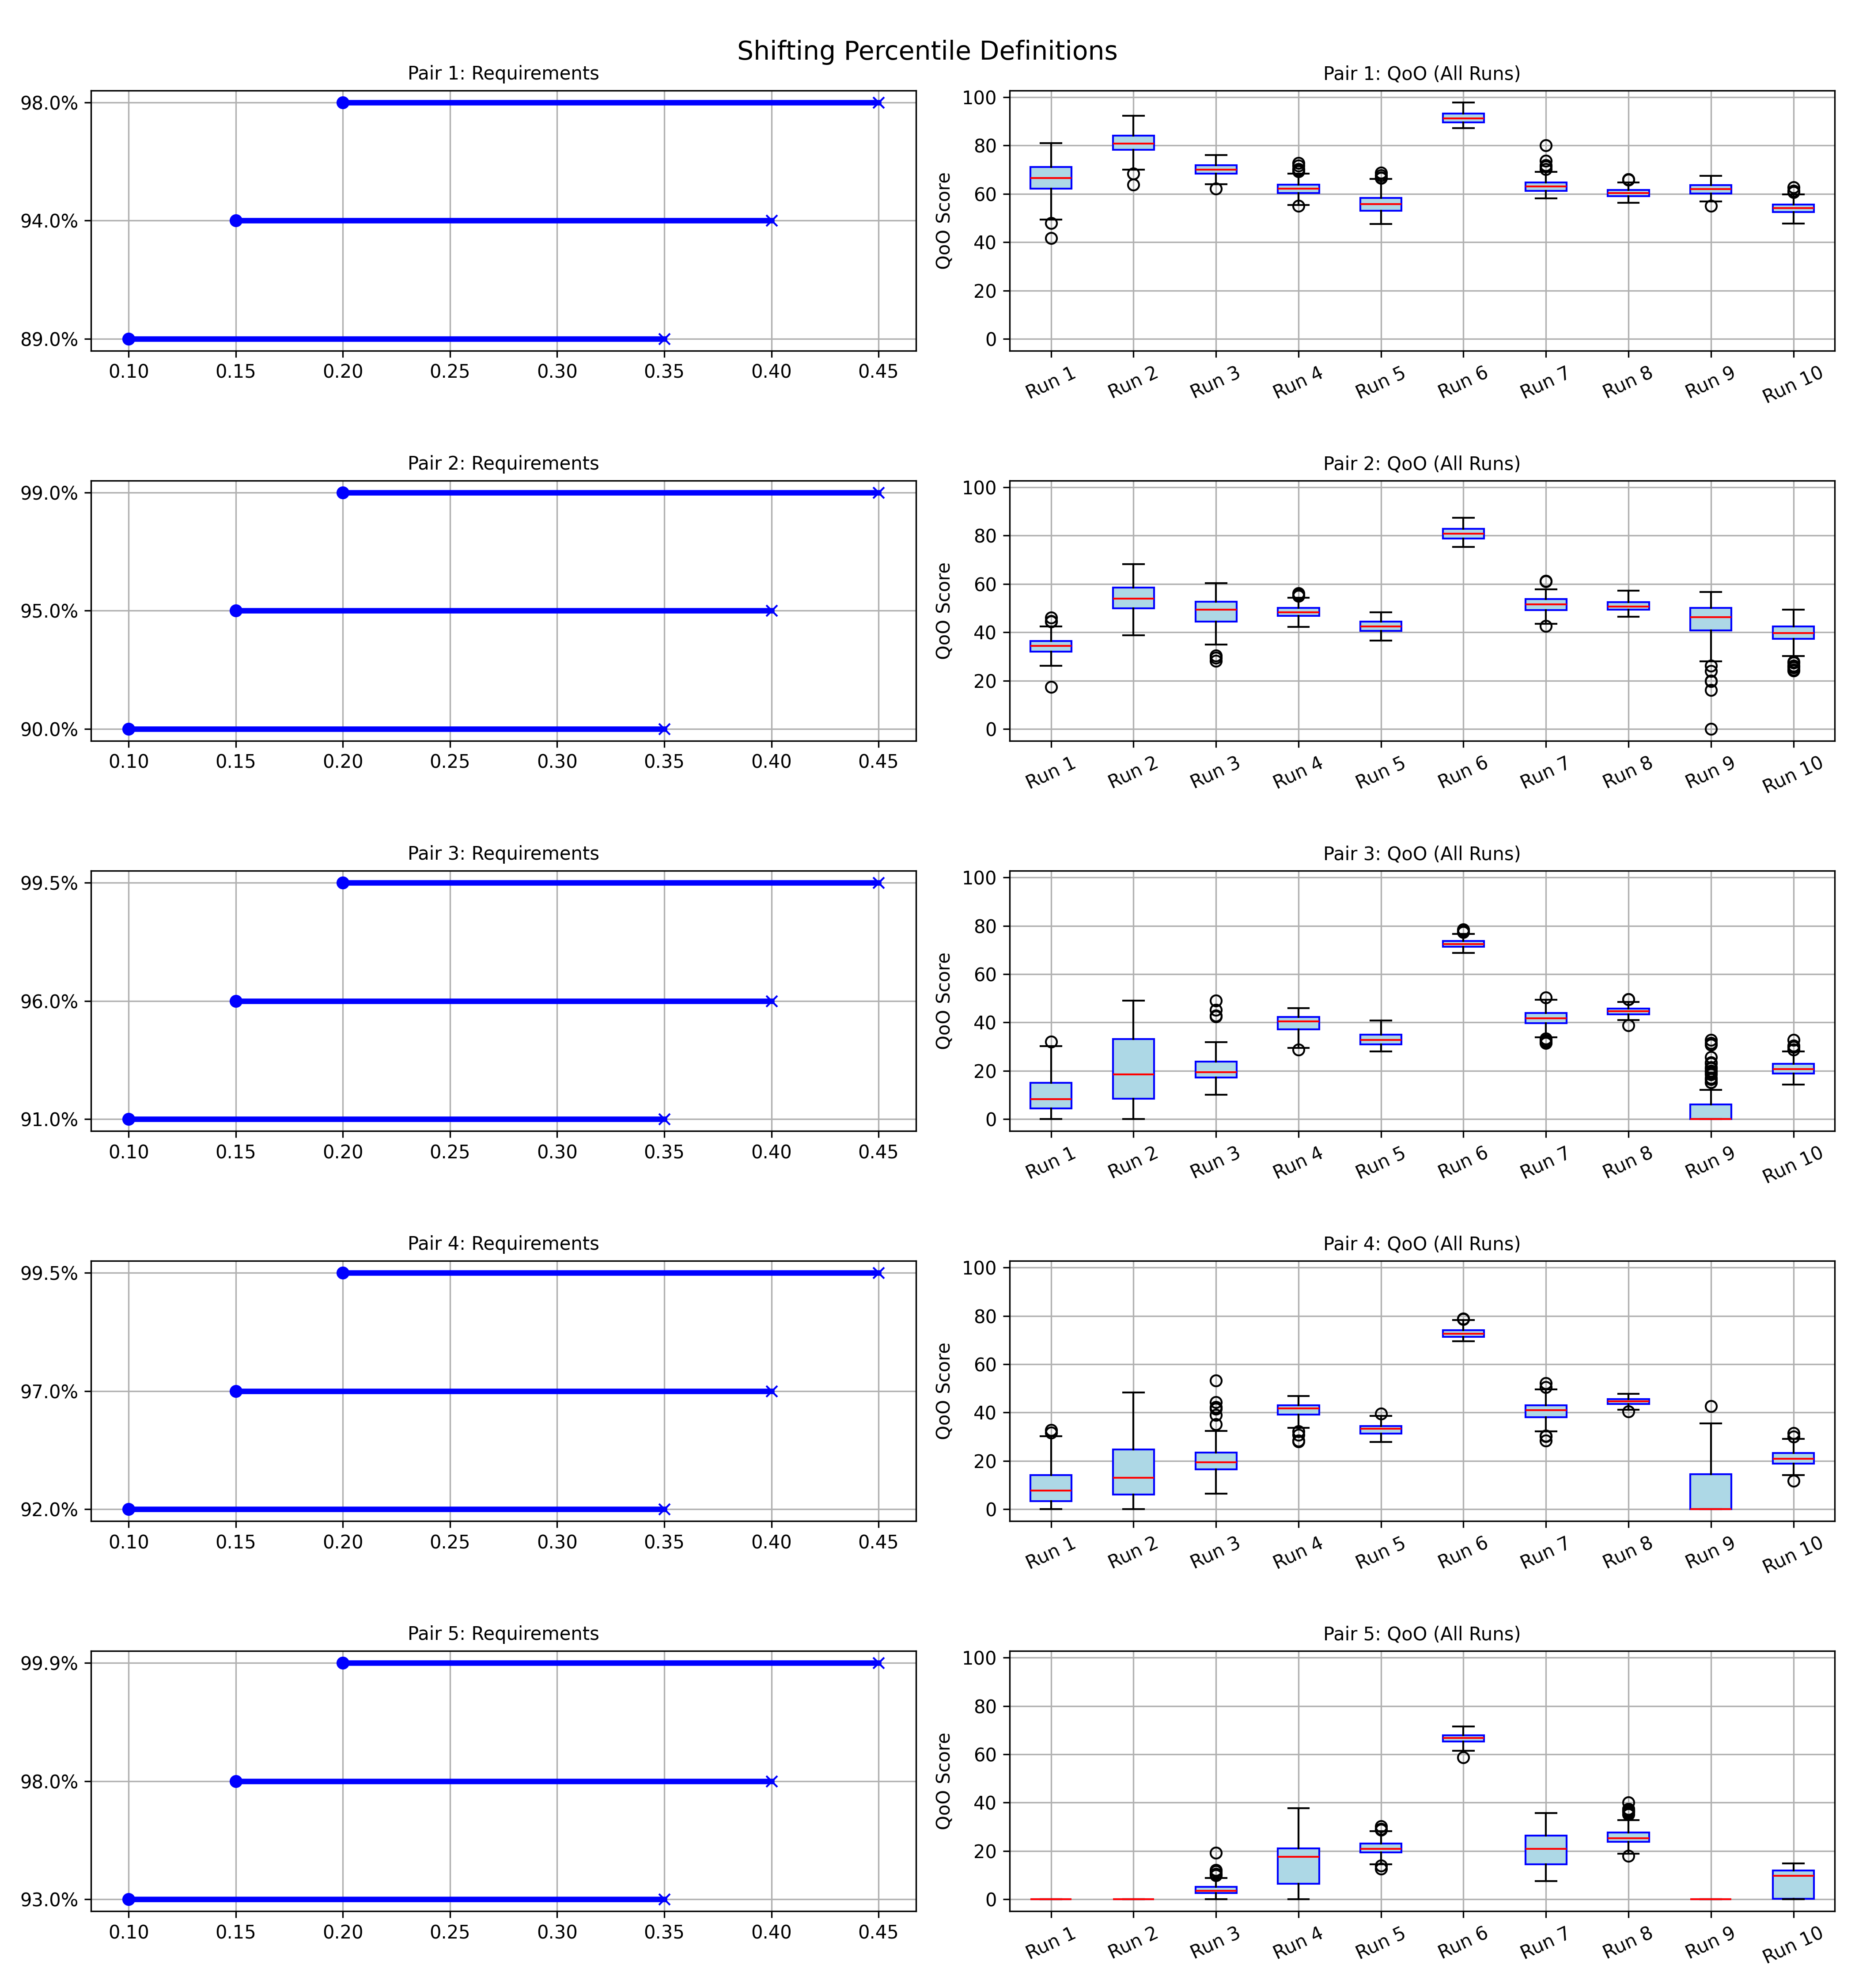 Shifting Percentile Definitions
Pair 1: Requirements
98.0%
94.0%
89.0%
0.10 0.15 0.20 0.25 0.30 0.35 0.40 0.45
Pair 1: QoO (All Runs)
QoO Score
100
80
60
40
20
0
Run 1 Run 2 Run 3 Run 4 Run 5 Run 6 Run 7 Run 8 Run 9 Run 10
Pair 2: Requirements
99.0%
95.0%
90.0%
0.10 0.15 0.20 0.25 0.30 0.35 0.40 0.45
Pair 2: QoO (All Runs)
QoO Score
100
80
60
40
20
0
Run 1 Run 2 Run 3 Run 4 Run 5 Run 6 Run 7 Run 8 Run 9 Run 10
Pair 3: Requirements
99.5%
96.0%
91.0%
0.10 0.15 0.20 0.25 0.30 0.35 0.40 0.45
Pair 3: QoO (All Runs)
QoO Score
100
80
60
40
20
0
Run 1 Run 2 Run 3 Run 4 Run 5 Run 6 Run 7 Run 8 Run 9 Run 10
Pair 4: Requirements
99.5%
97.0%
92.0%
0.10 0.15 0.20 0.25 0.30 0.35 0.40 0.45
Pair 4: QoO (All Runs)
QoO Score
100
80
60
40
20
0
Run 1 Run 2 Run 3 Run 4 Run 5 Run 6 Run 7 Run 8 Run 9 Run 10
Pair 5: Requirements
99.9%
98.0%
93.0%
0.10 0.15 0.20 0.25 0.30 0.35 0.40 0.45
Pair 5: QoO (All Runs)
QoO Score
100
80
60
40
20
0
Run 1 Run 2 Run 3 Run 4 Run 5 Run 6 Run 7 Run 8 Run 9 Run 10